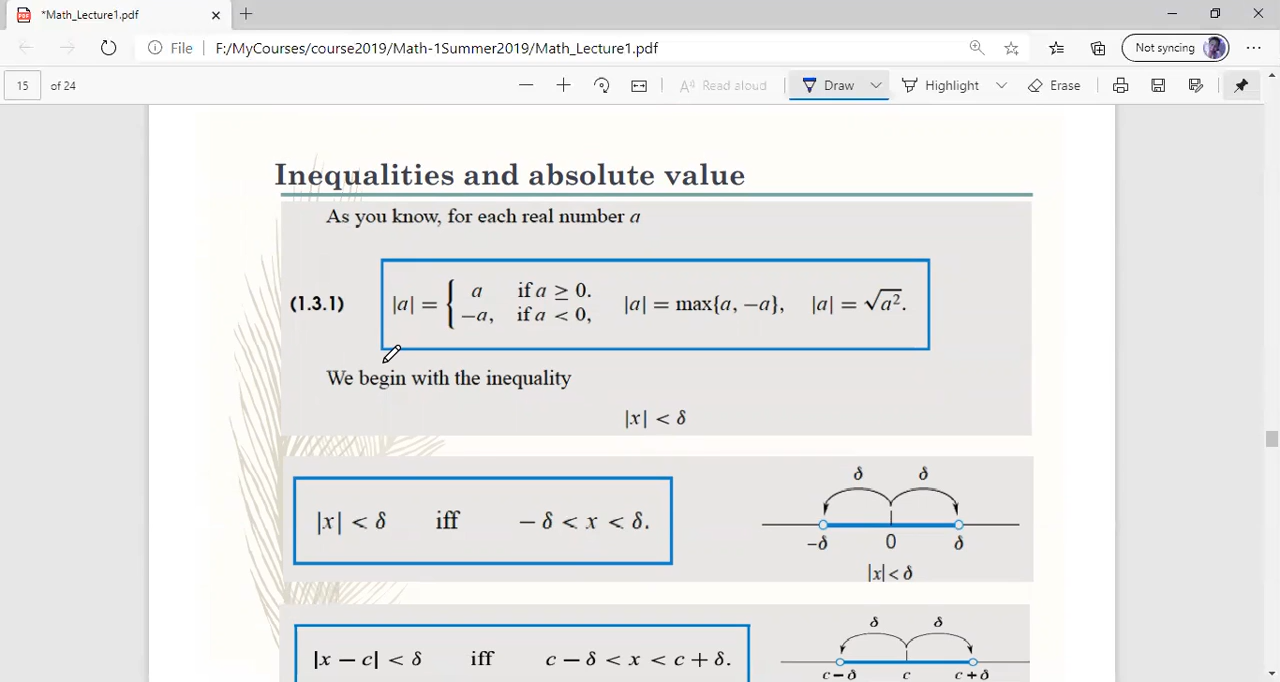 *Math_Lecture1.pdf
File F:/MyCourses/course2019/Math-1Summer2019/Math_Lecture1.pdf Not syncing
15 of 24 Read aloud Draw Highlight Erase
Inequalities and absolute value
As you know, for each real number a
(1.3.1) |a| = { a if a ≥ 0. -a, if a < 0, |a| = max{a, −a}, |a| = √a².
We begin with the inequality
|x| < δ
|x| < δ iff − δ < x < δ.
δ δ
−δ 0 δ
|x| < δ
|x − c| < δ iff c − δ < x < c + δ.
δ δ
c−δ c c+δ